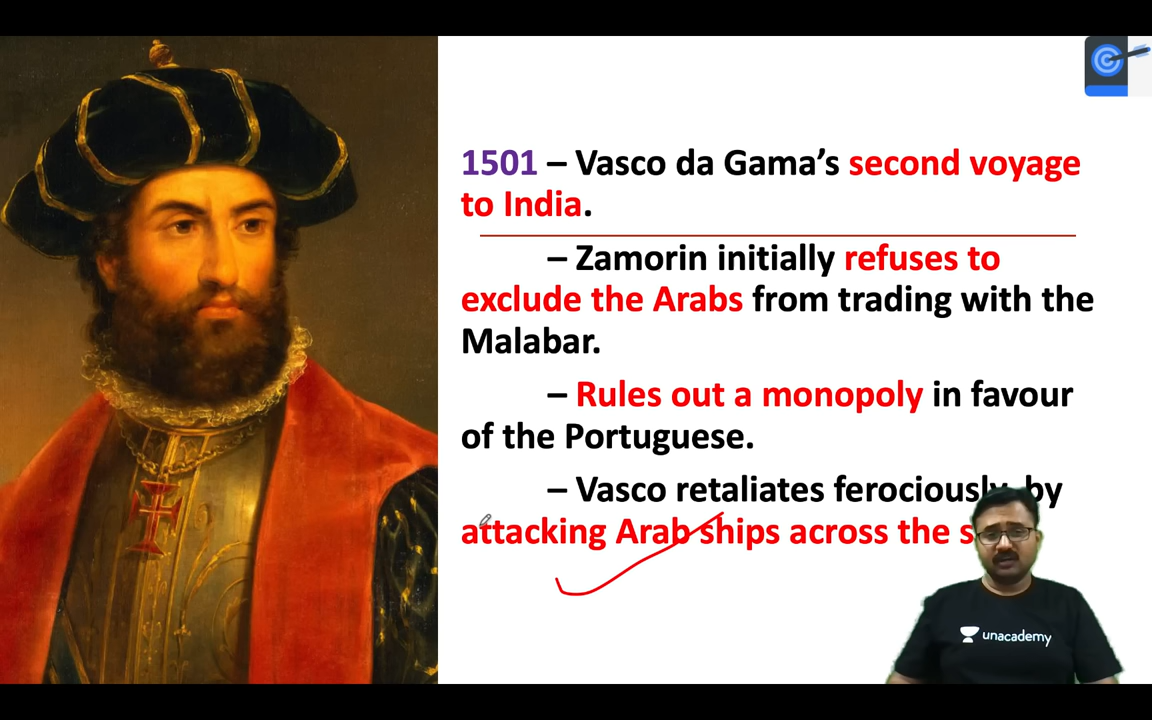 1501 – Vasco da Gama’s second voyage
to India.
– Zamorin initially refuses to
exclude the Arabs from trading with the
Malabar.
– Rules out a monopoly in favour
of the Portuguese.
– Vasco retaliates ferociously, by
attacking Arab ships across the
unacademy